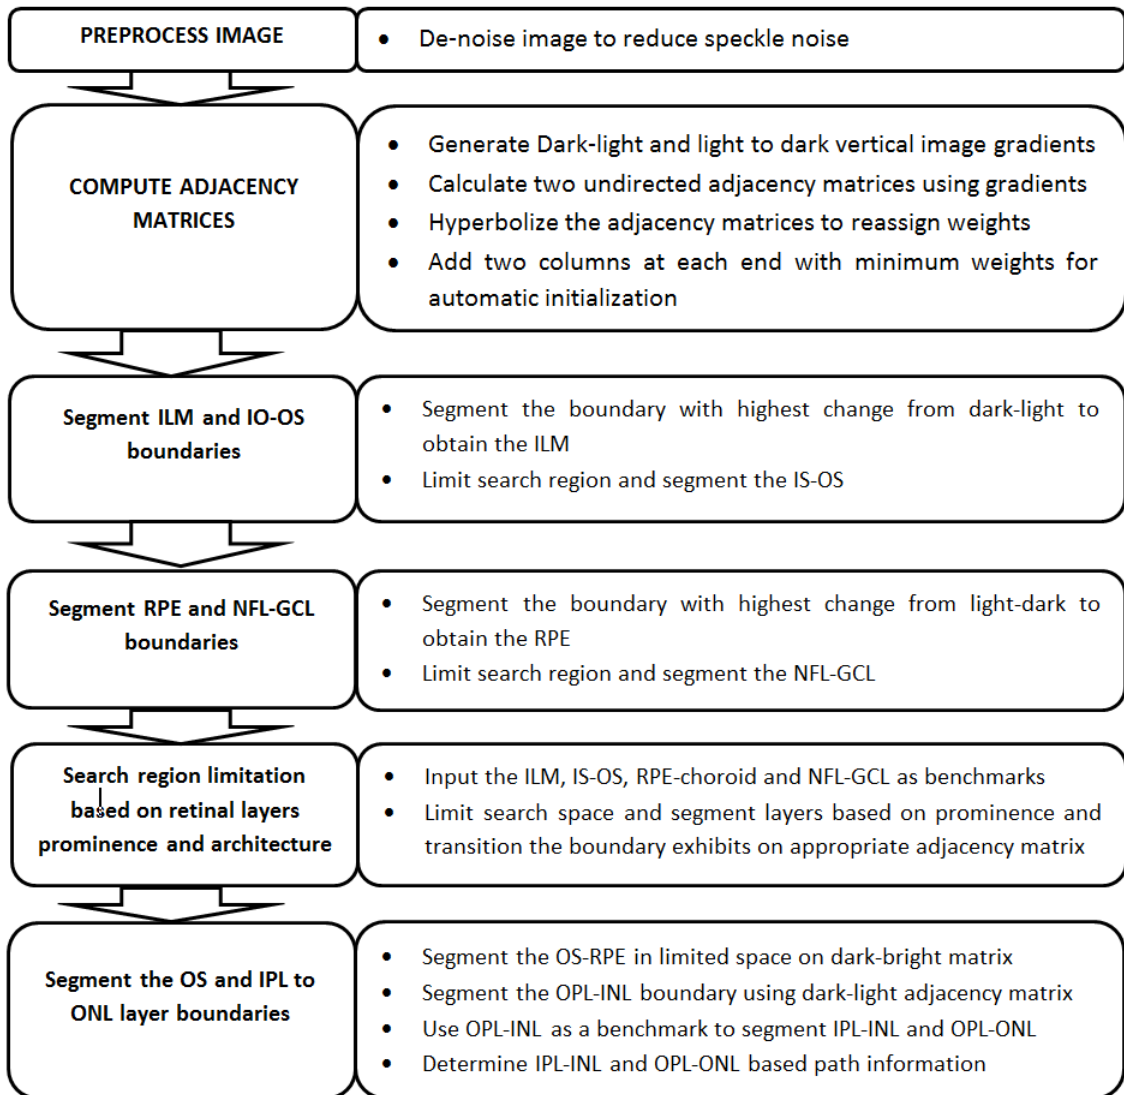 PREPROCESS IMAGE
• De-noise image to reduce speckle noise
COMPUTE ADJACENCY
MATRICES
• Generate Dark-light and light to dark vertical image gradients
• Calculate two undirected adjacency matrices using gradients
• Hyperbolize the adjacency matrices to reassign weights
• Add two columns at each end with minimum weights for
automatic initialization
Segment ILM and IO-OS
boundaries
• Segment the boundary with highest change from dark-light to
obtain the ILM
• Limit search region and segment the IS-OS
Segment RPE and NFL-GCL
boundaries
• Segment the boundary with highest change from light-dark to
obtain the RPE
• Limit search region and segment the NFL-GCL
Search region limitation
based on retinal layers
prominence and architecture
• Input the ILM, IS-OS, RPE-choroid and NFL-GCL as benchmarks
• Limit search space and segment layers based on prominence and
transition the boundary exhibits on appropriate adjacency matrix
Segment the OS and IPL to
ONL layer boundaries
• Segment the OS-RPE in limited space on dark-bright matrix
• Segment the OPL-INL boundary using dark-light adjacency matrix
• Use OPL-INL as a benchmark to segment IPL-INL and OPL-ONL
• Determine IPL-INL and OPL-ONL based path information